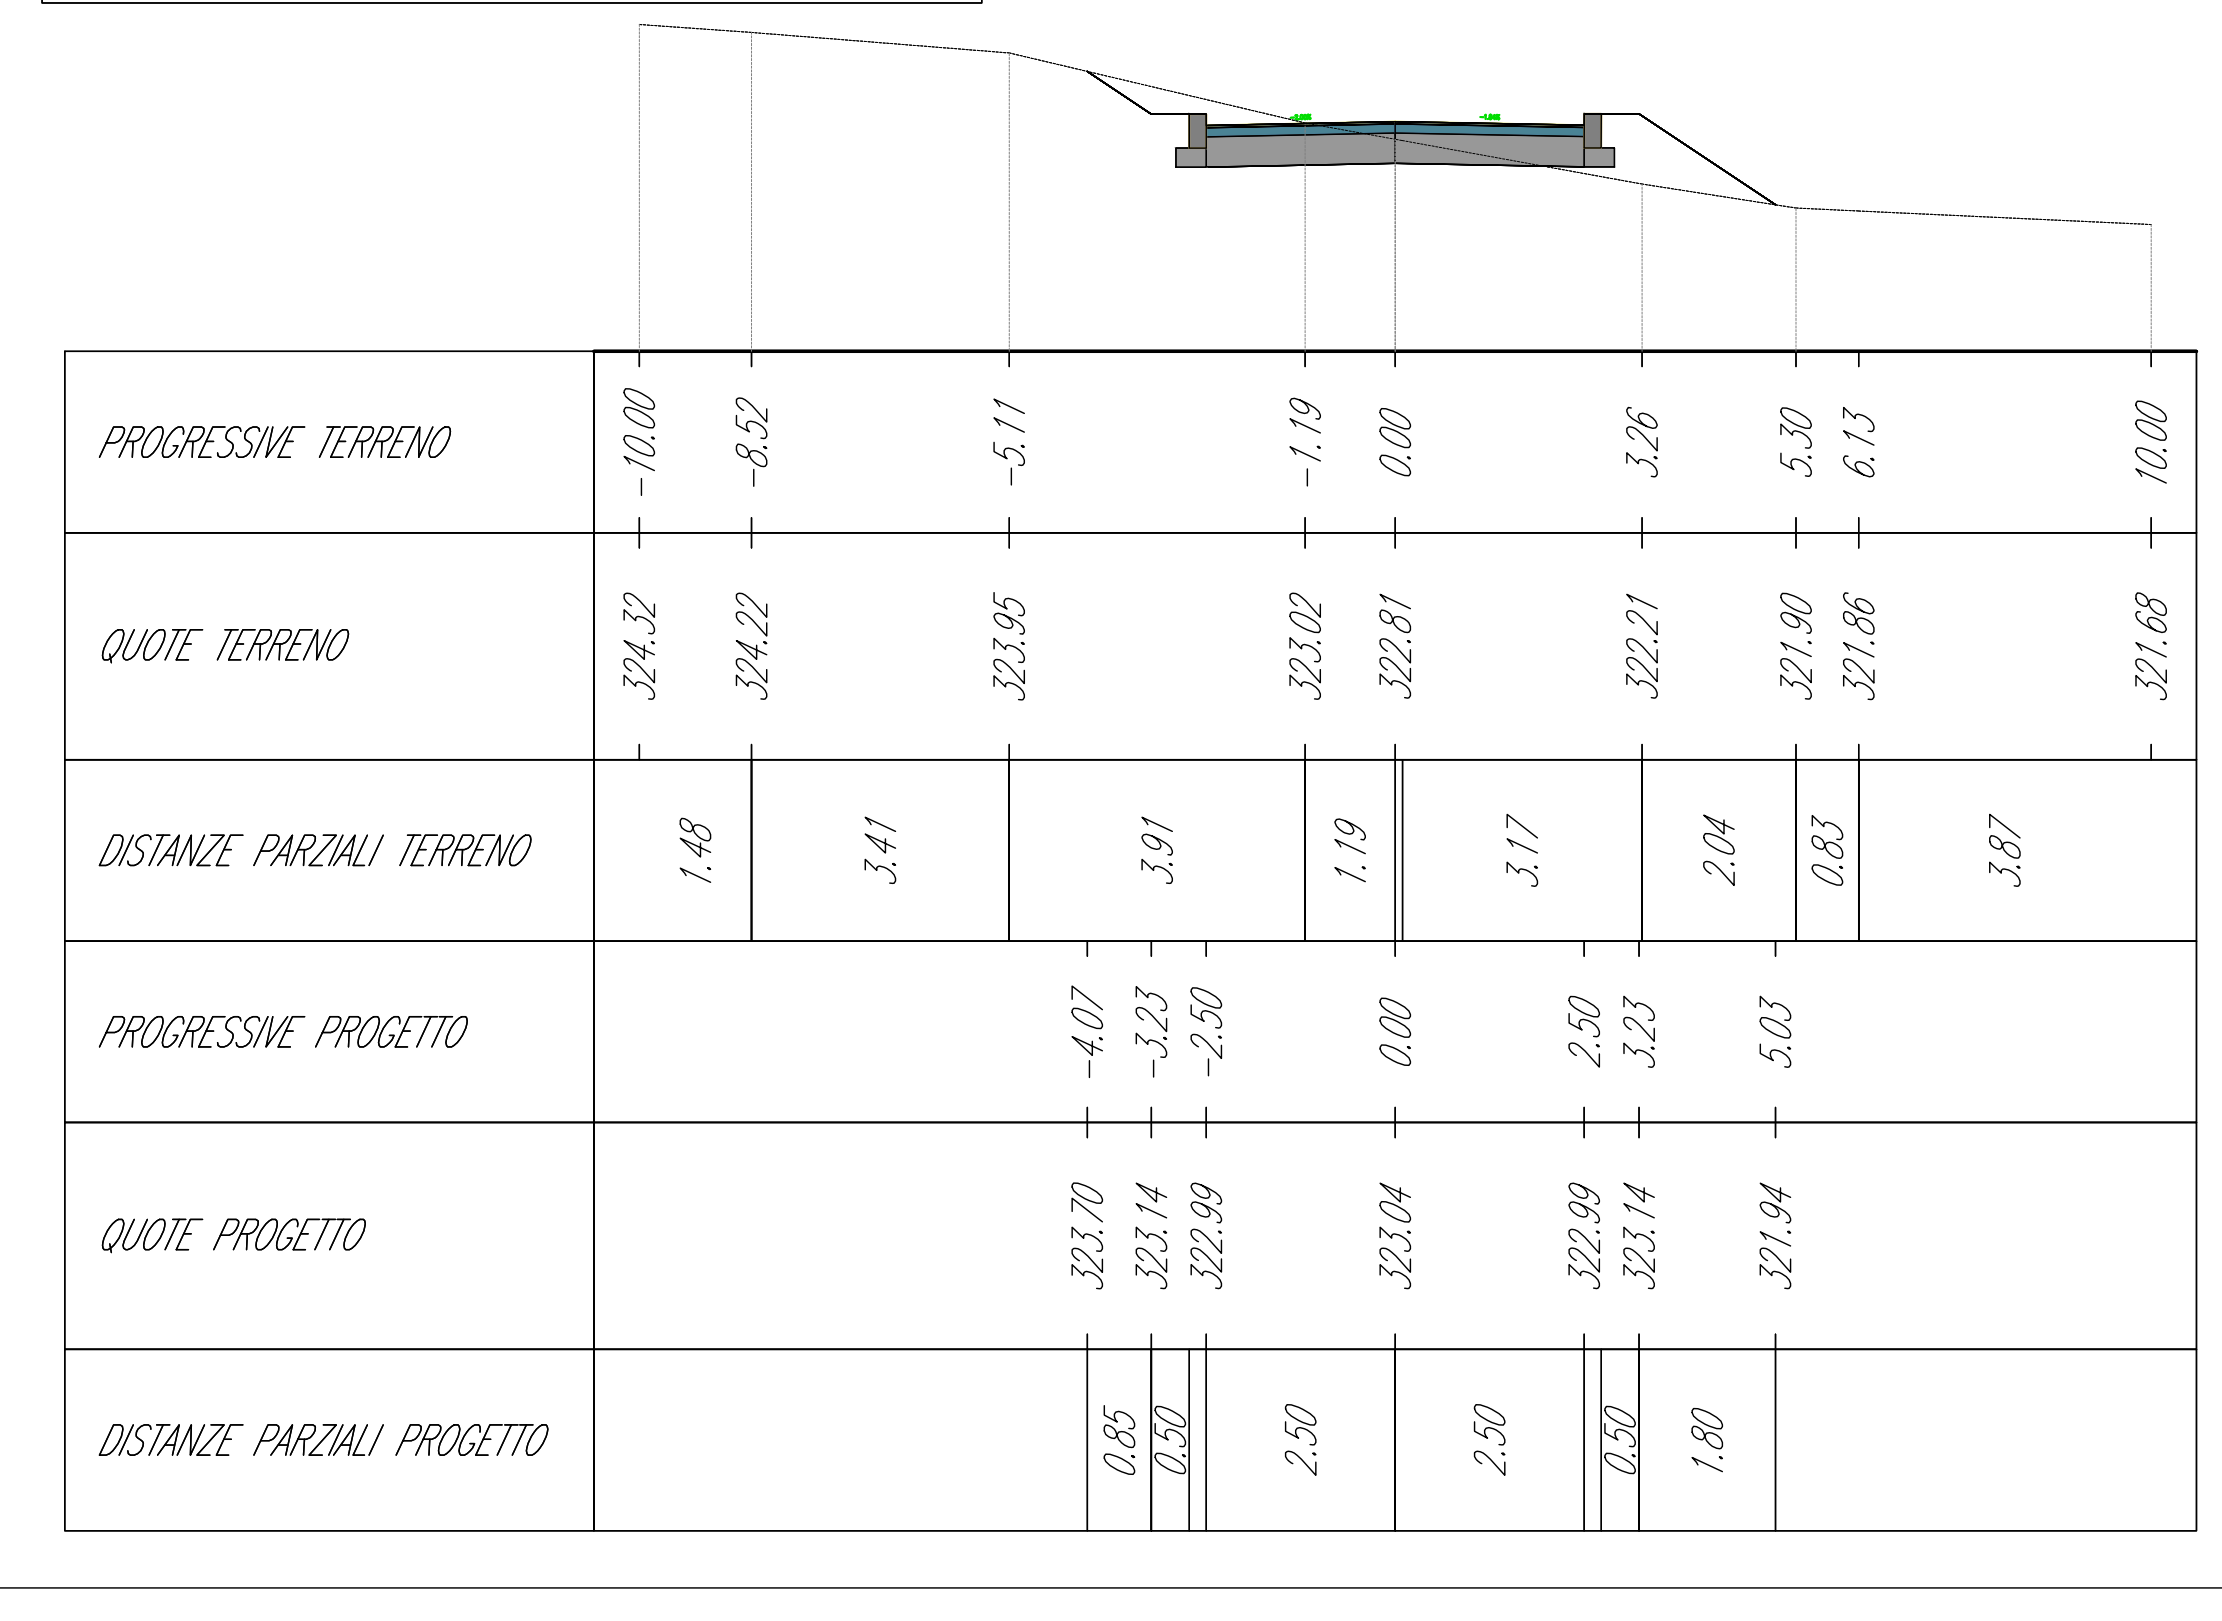 PROGRESSIVE TERRENO
-10.00 -8.52 -5.11 -1.19 0.00 3.26 5.30 6.13 10.00
QUOTE TERRENO
324.32 324.22 323.95 323.02 322.81 322.21 321.90 321.86 321.68
DISTANZE PARZIALI TERRENO
1.48 3.41 3.91 1.19 3.17 2.04 0.83 3.87
PROGRESSIVE PROGETTO
-4.07 -3.23 -2.50 0.00 2.50 3.23 5.03
QUOTE PROGETTO
323.70 323.14 322.99 323.04 322.99 323.14 321.94
DISTANZE PARZIALI PROGETTO
0.85 0.50 2.50 2.50 0.50 1.80